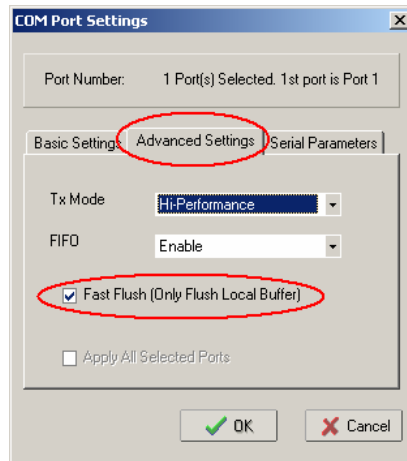 COM Port Settings
Port Number: 1 Port(s) Selected. 1st port is Port 1
Basic Settings Advanced Settings Serial Parameters
Tx Mode Hi-Performance
FIFO Enable
Fast Flush (Only Flush Local Buffer)
Apply All Selected Ports
OK Cancel